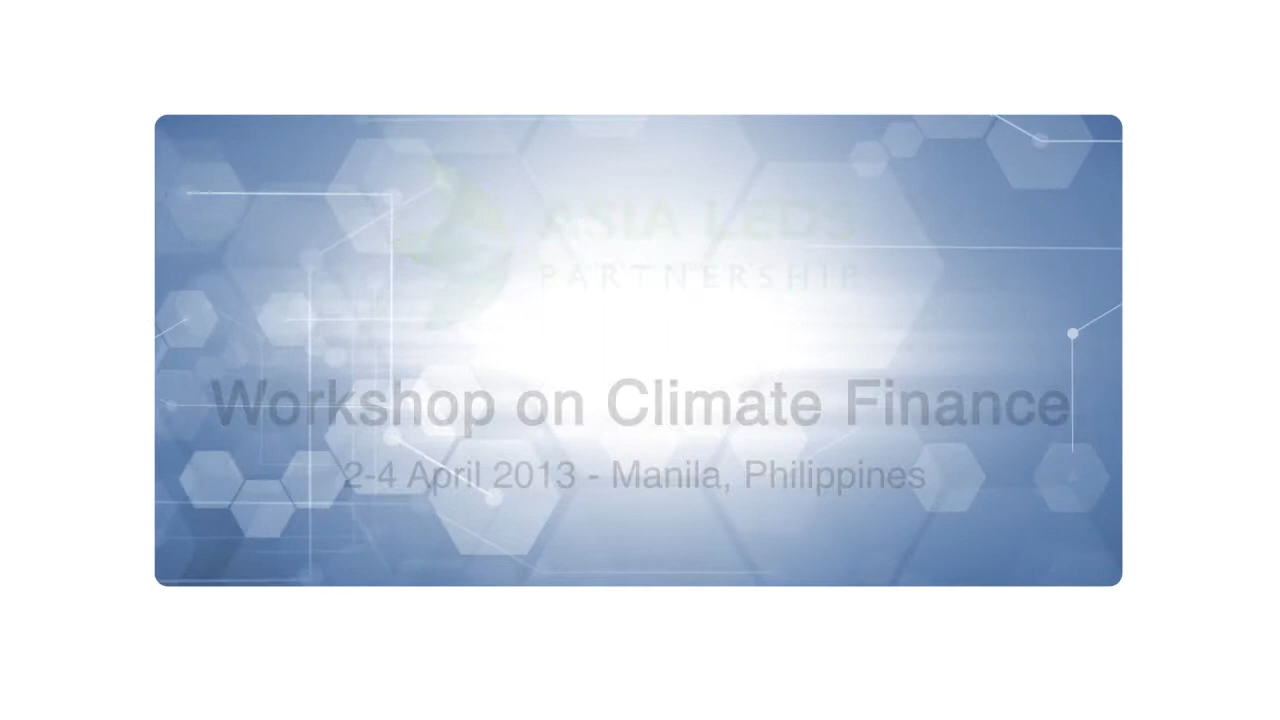 ASIA LEDS
PARTNERSHIP
Workshop on Climate Finance
2-4 April 2013 - Manila, Philippines